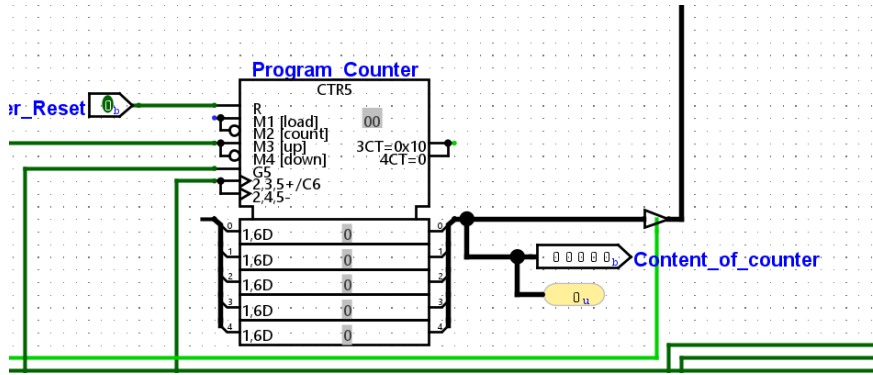 Program_Counter
CTR5
er_Reset
0b
R
M1 [load]
00
M2 [count]
M3 [up]
3CT=0x10
M4 [down]
4CT=0
G5
2,3,5+/C6
2,4,5-
0
0
1,6D
0
0
1
1
1,6D
0
2
2
1,6D
0
3
3
1,6D
0
4
4
1,6D
0
00000b
Content_of_counter
0u